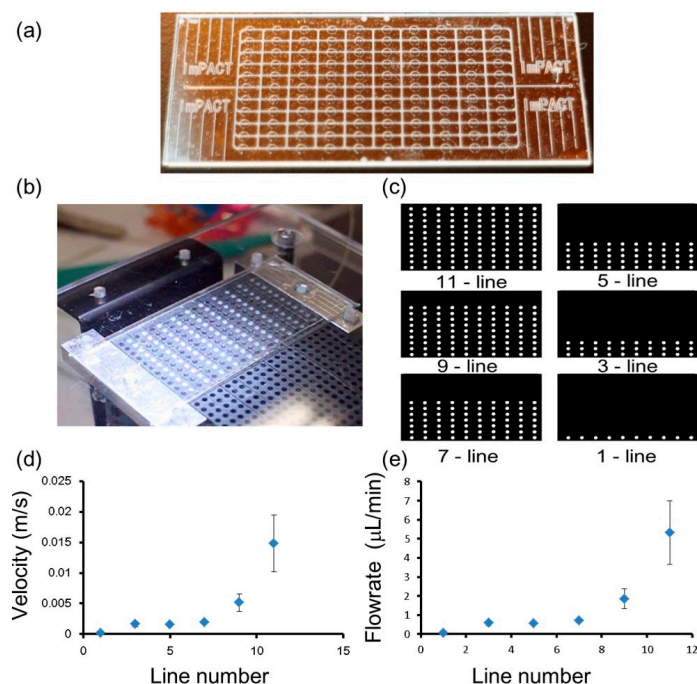 (a)
ImPACT
ImPACT
ImPACT
ImPACT
(b)
(c)
11 - line
5 - line
9 - line
3 - line
7 - line
1 - line
(d)
Velocity (m/s)
0.025
0.02
0.015
0.01
0.005
0
0 5 10 15
Line number
(e)
Flowrate (μL/min)
8
7
6
5
4
3
2
1
0
0 2 4 6 8 10 12
Line number